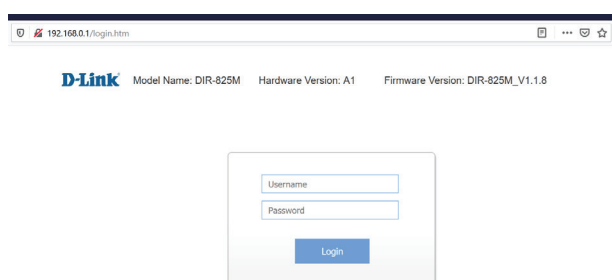 192.168.0.1/login.htm
D-Link Model Name: DIR-825M Hardware Version: A1 Firmware Version: DIR-825M_V1.1.8
Username
Password
Login